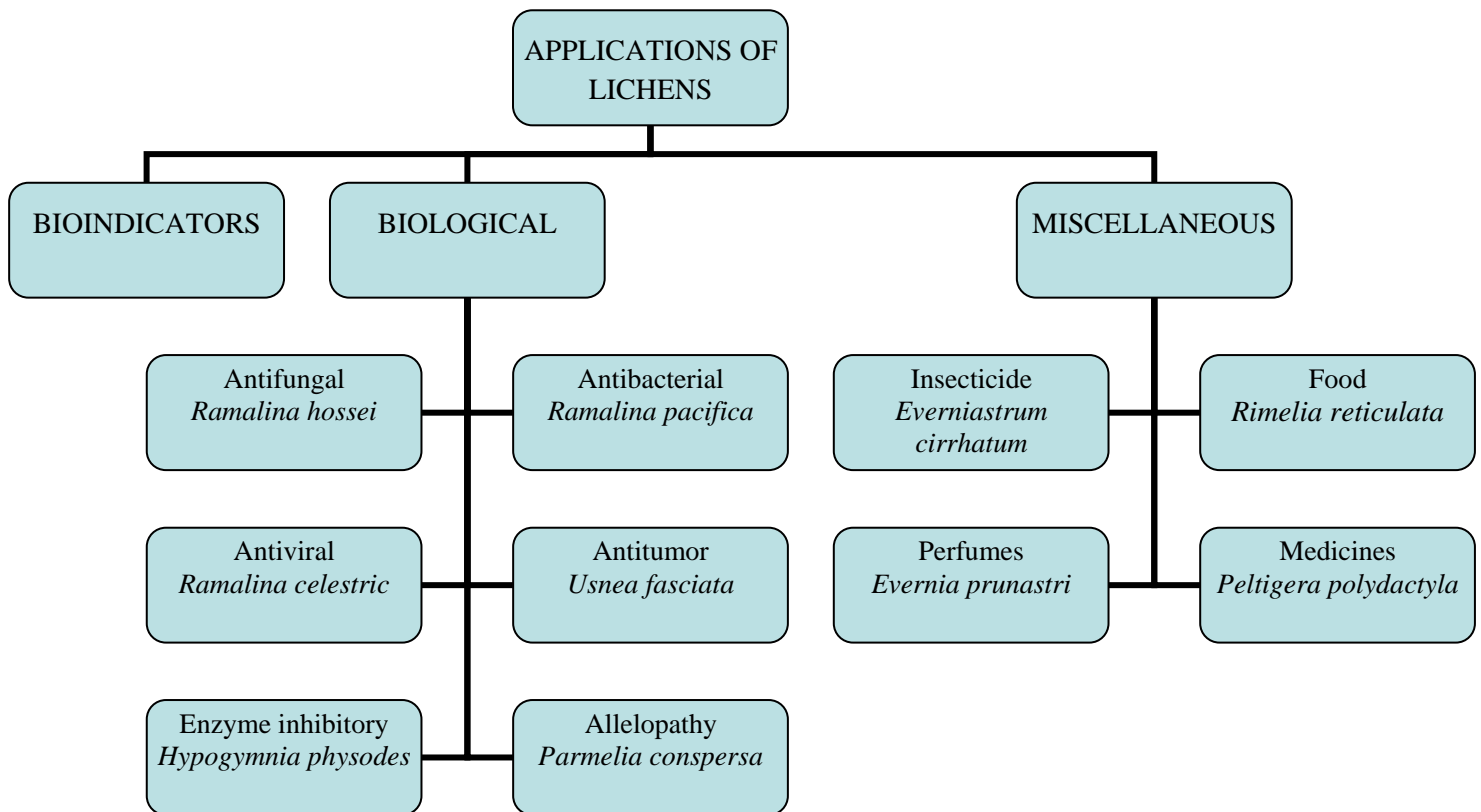 APPLICATIONS OF
LICHENS
BIOINDICATORS
BIOLOGICAL
MISCELLANEOUS
Antifungal
Ramalina hossei
Antibacterial
Ramalina pacifica
Insecticide
Everniastrum
cirrhatum
Food
Rimelia reticulata
Antiviral
Ramalina celestric
Antitumor
Usnea fasciata
Perfumes
Evernia prunastri
Medicines
Peltigera polydactyla
Enzyme inhibitory
Hypogymnia physodes
Allelopathy
Parmelia conspersa